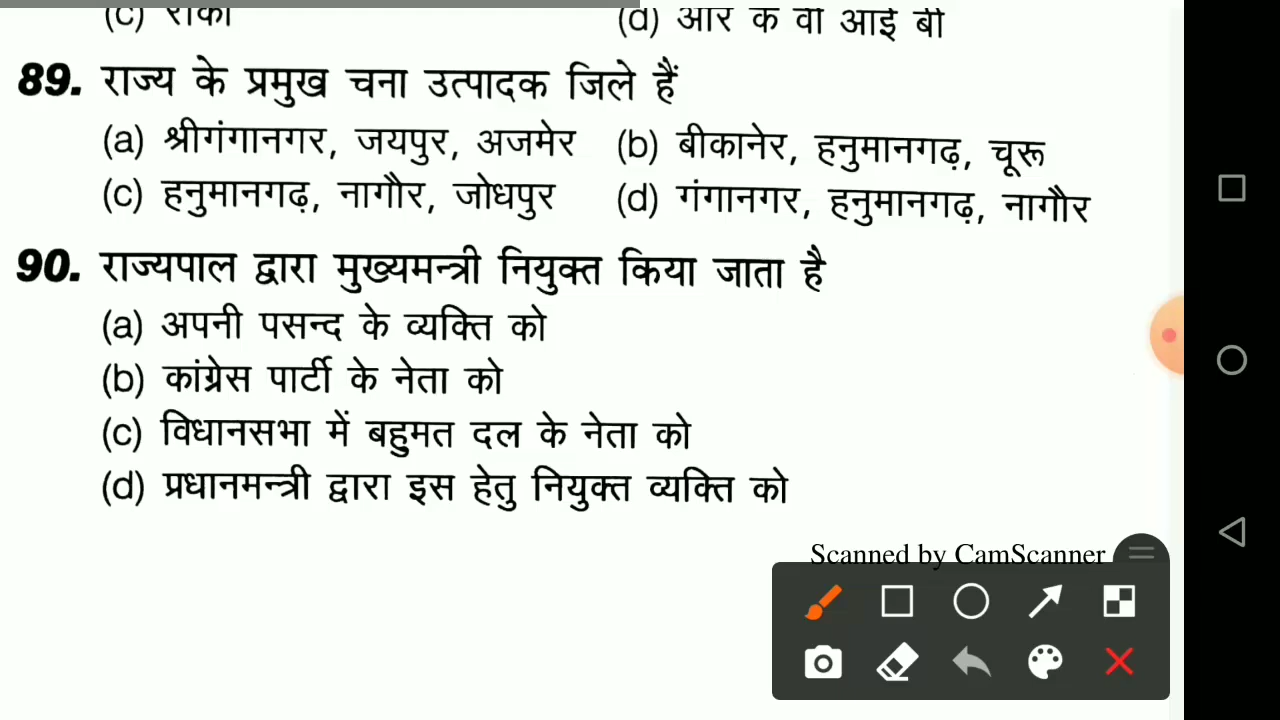 (c) राको (d) आर के वी आई बी
89. राज्य के प्रमुख चना उत्पादक जिले हैं
(a) श्रीगंगानगर, जयपुर, अजमेर (b) बीकानेर, हनुमानगढ़, चूरू
(c) हनुमानगढ़, नागौर, जोधपुर (d) गंगानगर, हनुमानगढ़, नागौर
90. राज्यपाल द्वारा मुख्यमन्त्री नियुक्त किया जाता है
(a) अपनी पसन्द के व्यक्ति को
(b) कांग्रेस पार्टी के नेता को
(c) विधानसभा में बहुमत दल के नेता को
(d) प्रधानमन्त्री द्वारा इस हेतु नियुक्त व्यक्ति को
Scanned by CamScanner